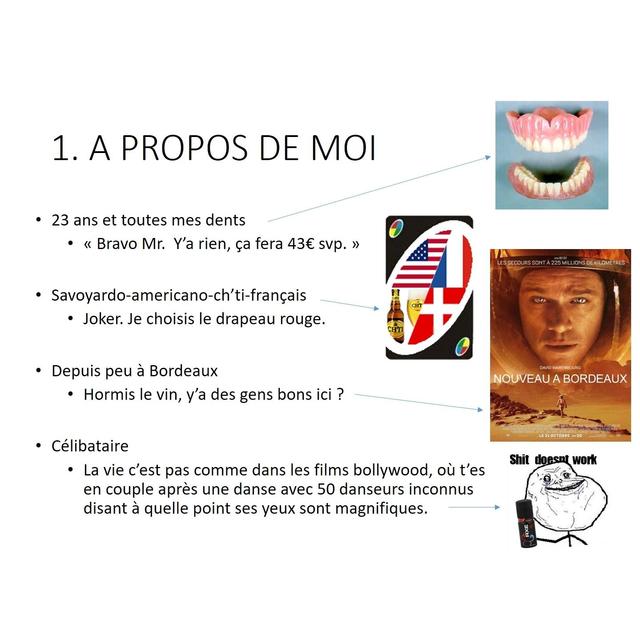 1. A PROPOS DE MOI
• 23 ans et toutes mes dents
• « Bravo Mr. Y’a rien, ça fera 43€ svp. »
• Savoyardo-americano-ch’ti-français
• Joker. Je choisis le drapeau rouge.
CH'TI
• Depuis peu à Bordeaux
• Hormis le vin, y’a des gens bons ici ?
LES SECOURS SONT À 225 MILLIONS DE KILOMÈTRES
NOUVEAU A BORDEAUX
• Célibataire
• La vie c’est pas comme dans les films bollywood, où t’es
en couple après une danse avec 50 danseurs inconnus
disant à quelle point ses yeux sont magnifiques.
Shit doesnt work
AXE